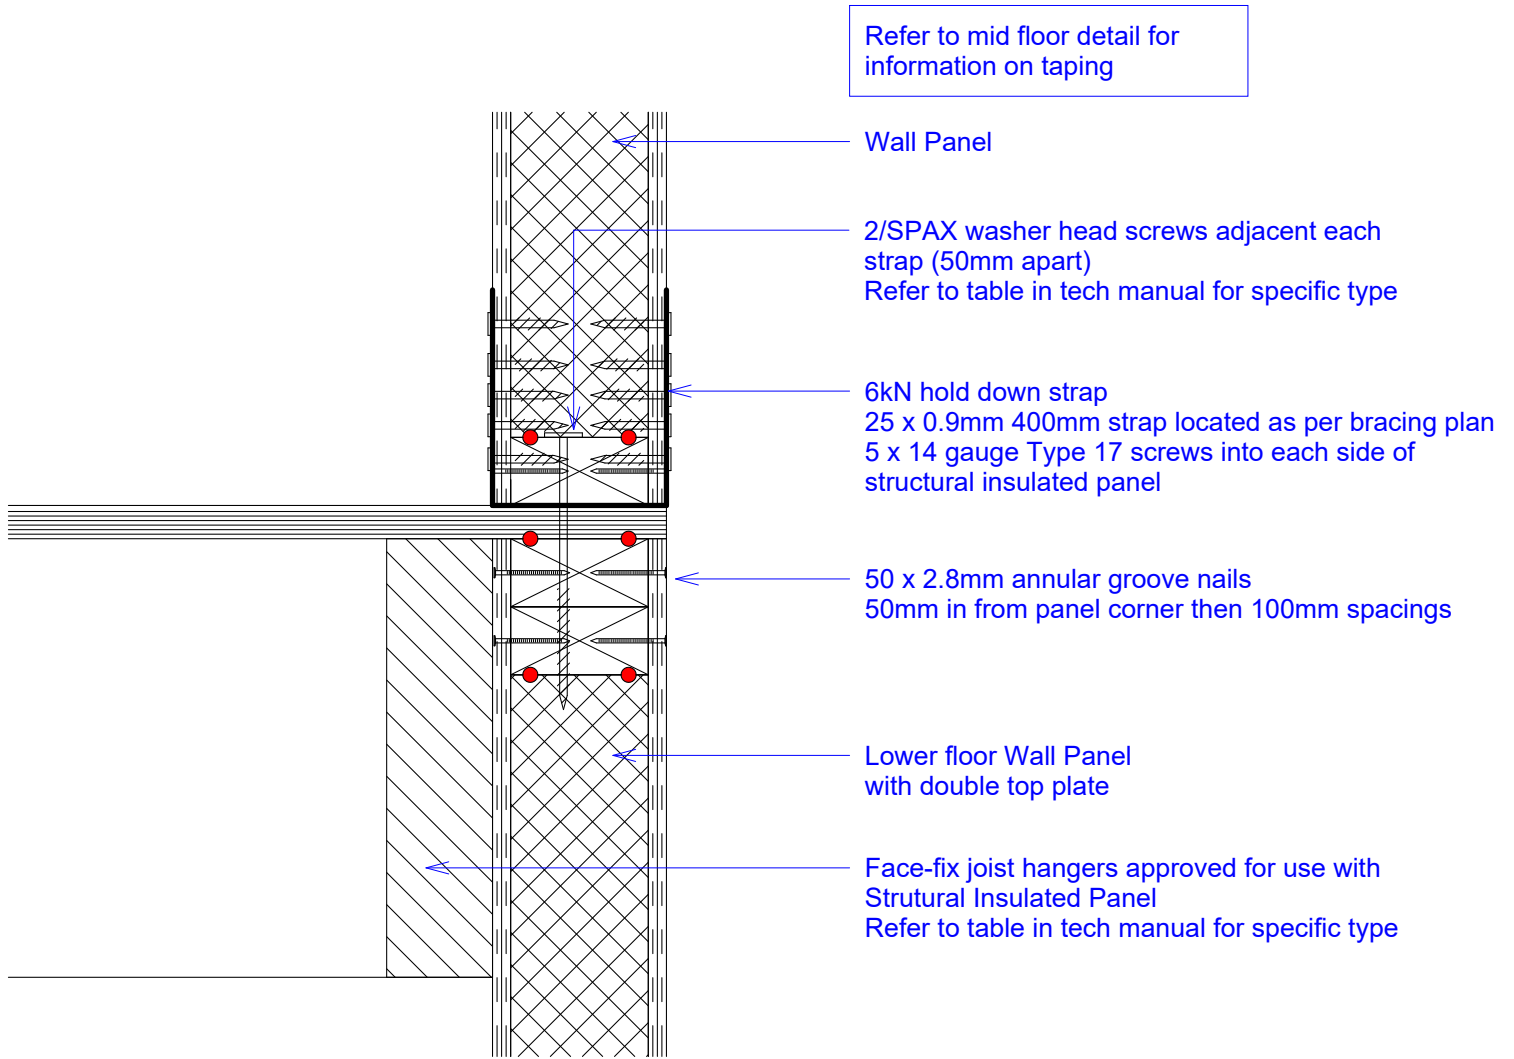 Refer to mid floor detail for
information on taping
Wall Panel
2/SPAX washer head screws adjacent each
strap (50mm apart)
Refer to table in tech manual for specific type
6kN hold down strap
25 x 0.9mm 400mm strap located as per bracing plan
5 x 14 gauge Type 17 screws into each side of
structural insulated panel
50 x 2.8mm annular groove nails
50mm in from panel corner then 100mm spacings
Lower floor Wall Panel
with double top plate
Face-fix joist hangers approved for use with
Strutural Insulated Panel
Refer to table in tech manual for specific type